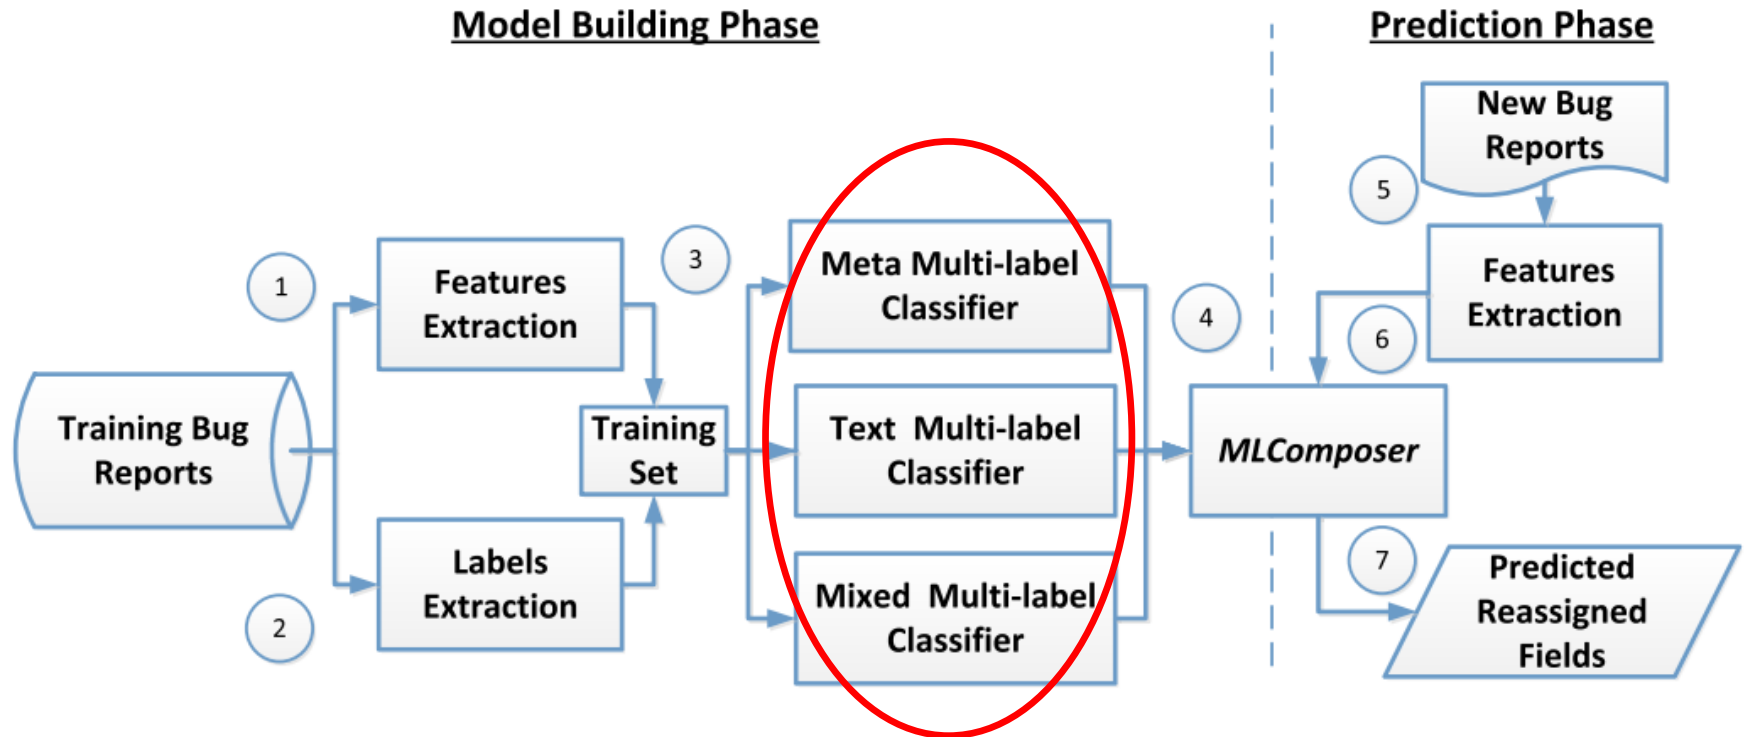 Model Building Phase
Prediction Phase
New Bug
Reports
5
Features
Extraction
1
Features
Extraction
3
Meta Multi-label
Classifier
4
6
Training Bug
Reports
Training
Set
Text Multi-label
Classifier
MLComposer
2
Labels
Extraction
Mixed Multi-label
Classifier
7
Predicted
Reassigned
Fields